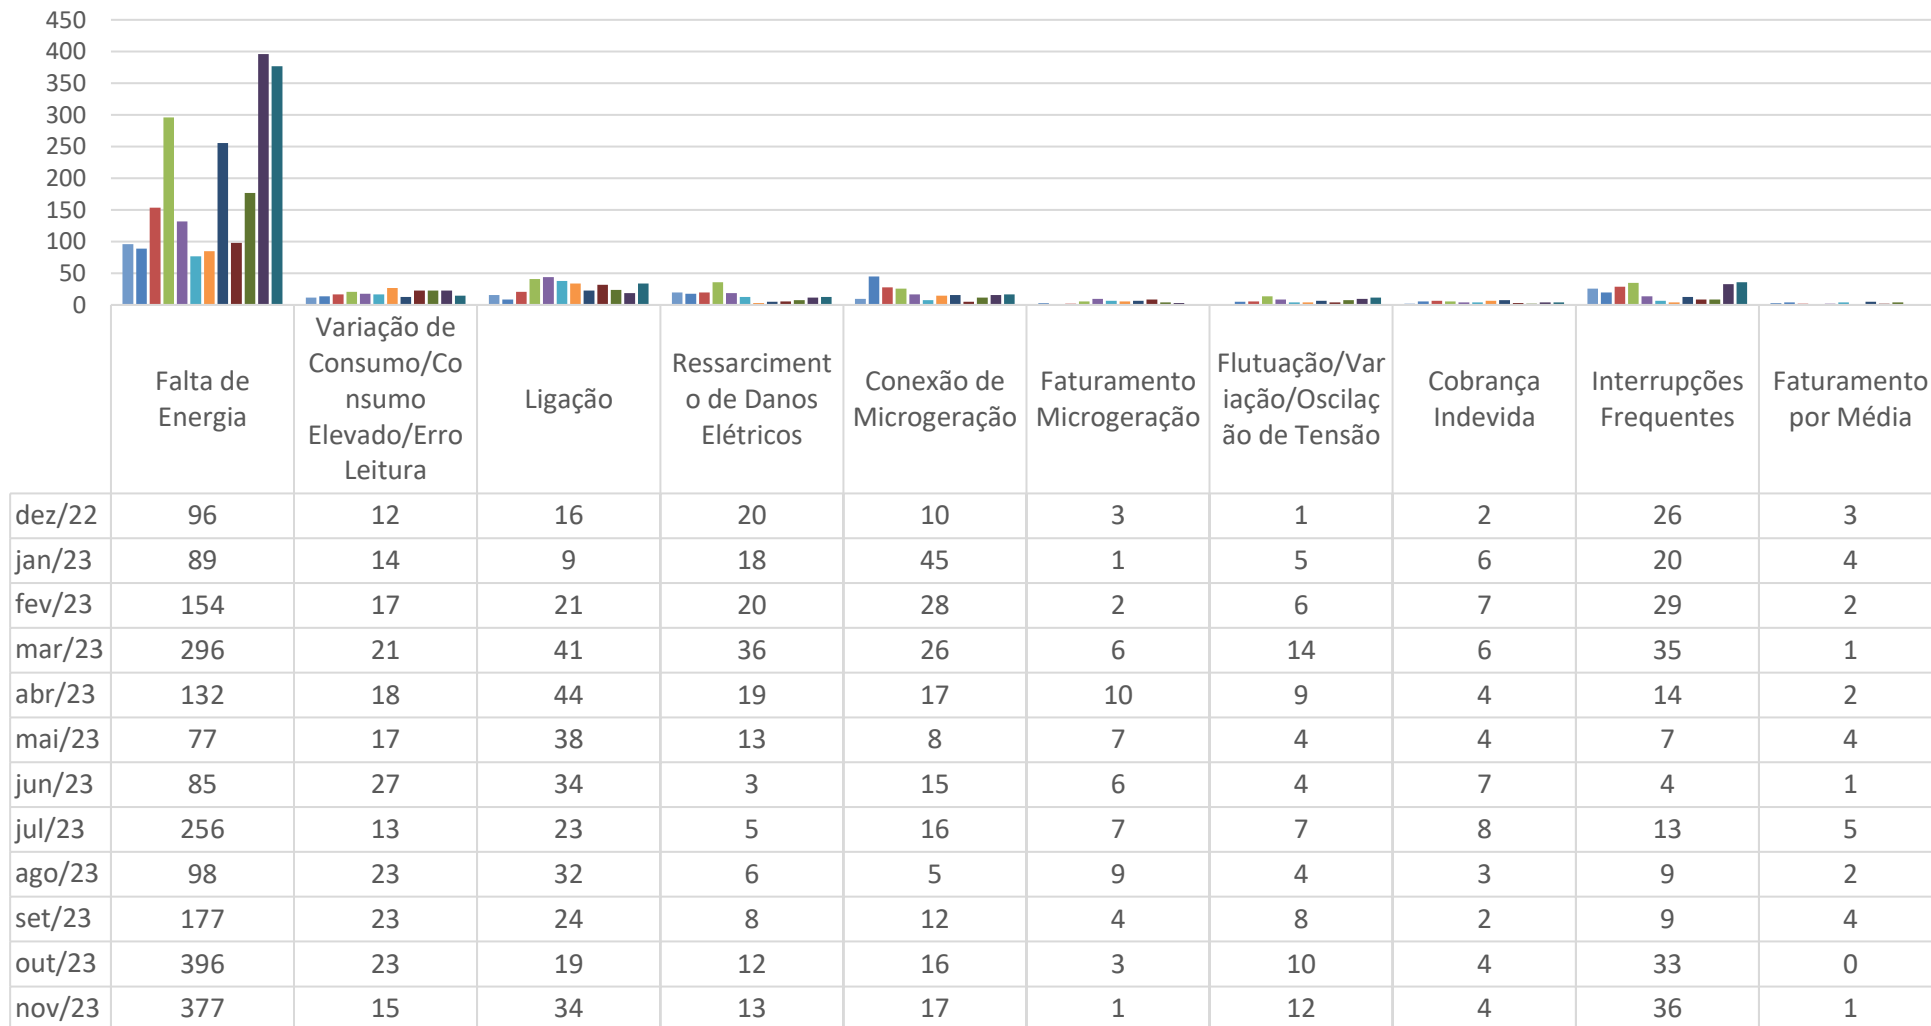 450
400
350
300
250
200
150
100
50
0
Falta de
Energia
Variação de
Consumo/Co
nsumo
Elevado/Erro
Leitura
Ligação
Ressarciment
o de Danos
Elétricos
Conexão de
Microgeração
Faturamento
Microgeração
Flutuação/Var
iação/Oscilaç
ão de Tensão
Cobrança
Indevida
Interrupções
Frequentes
Faturamento
por Média
dez/22 96 12 16 20 10 3 1 2 26 3
jan/23 89 14 9 18 45 1 5 6 20 4
fev/23 154 17 21 20 28 2 6 7 29 2
mar/23 296 21 41 36 26 6 14 6 35 1
abr/23 132 18 44 19 17 10 9 4 14 2
mai/23 77 17 38 13 8 7 4 4 7 4
jun/23 85 27 34 3 15 6 4 7 4 1
jul/23 256 13 23 5 16 7 7 8 13 5
ago/23 98 23 32 6 5 9 4 3 9 2
set/23 177 23 24 8 12 4 8 2 9 4
out/23 396 23 19 12 16 3 10 4 33 0
nov/23 377 15 34 13 17 1 12 4 36 1